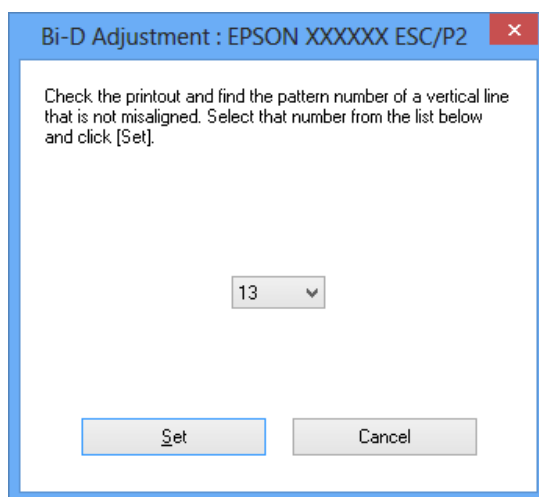 Bi-D Adjustment : EPSON XXXXXX ESC/P2
Check the printout and find the pattern number of a vertical line
that is not misaligned. Select that number from the list below
and click [Set].
13
Set
Cancel